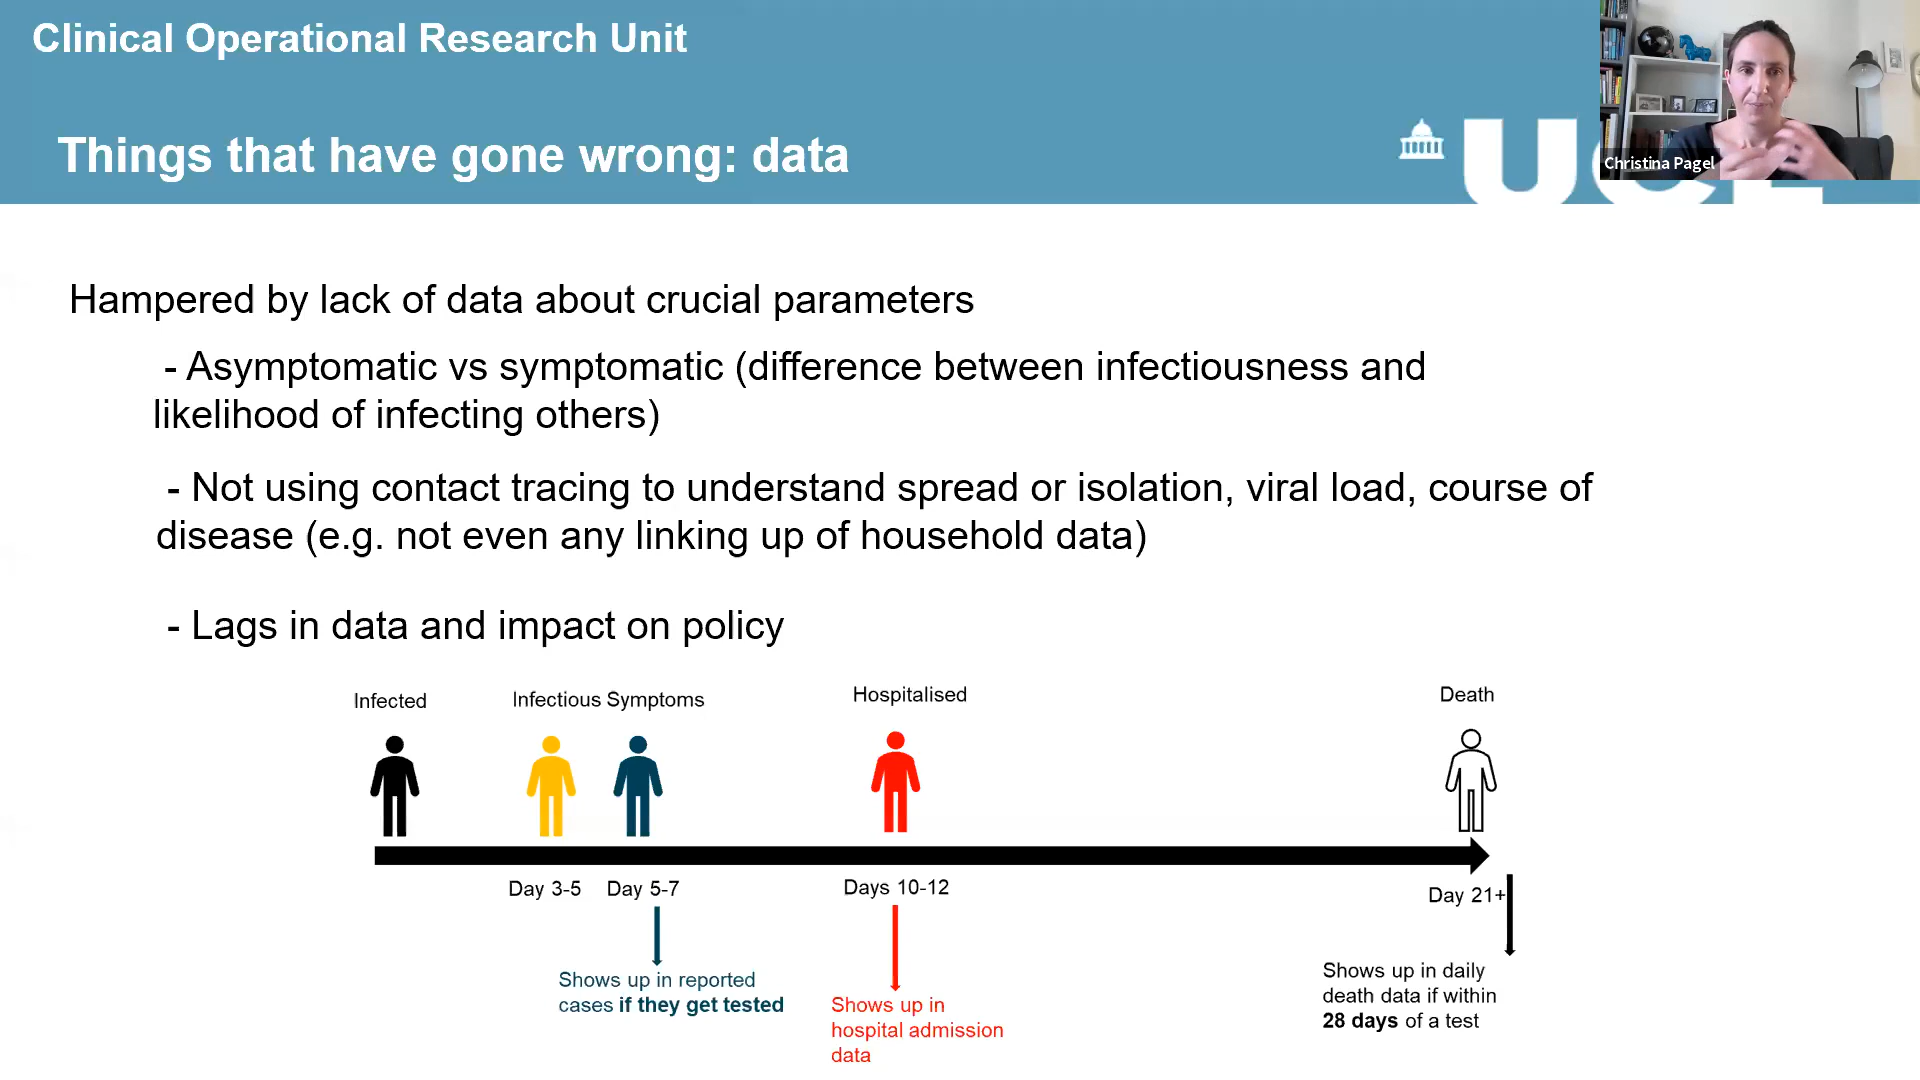 Clinical Operational Research Unit
Things that have gone wrong: data
Christina Pagel
Hampered by lack of data about crucial parameters
- Asymptomatic vs symptomatic (difference between infectiousness and
likelihood of infecting others)
- Not using contact tracing to understand spread or isolation, viral load, course of
disease (e.g. not even any linking up of household data)
- Lags in data and impact on policy
Infected
Infectious Symptoms
Hospitalised
Death
Day 3-5
Day 5-7
Days 10-12
Day 21+
Shows up in reported
cases if they get tested
Shows up in
hospital admission
data
Shows up in daily
death data if within
28 days of a test